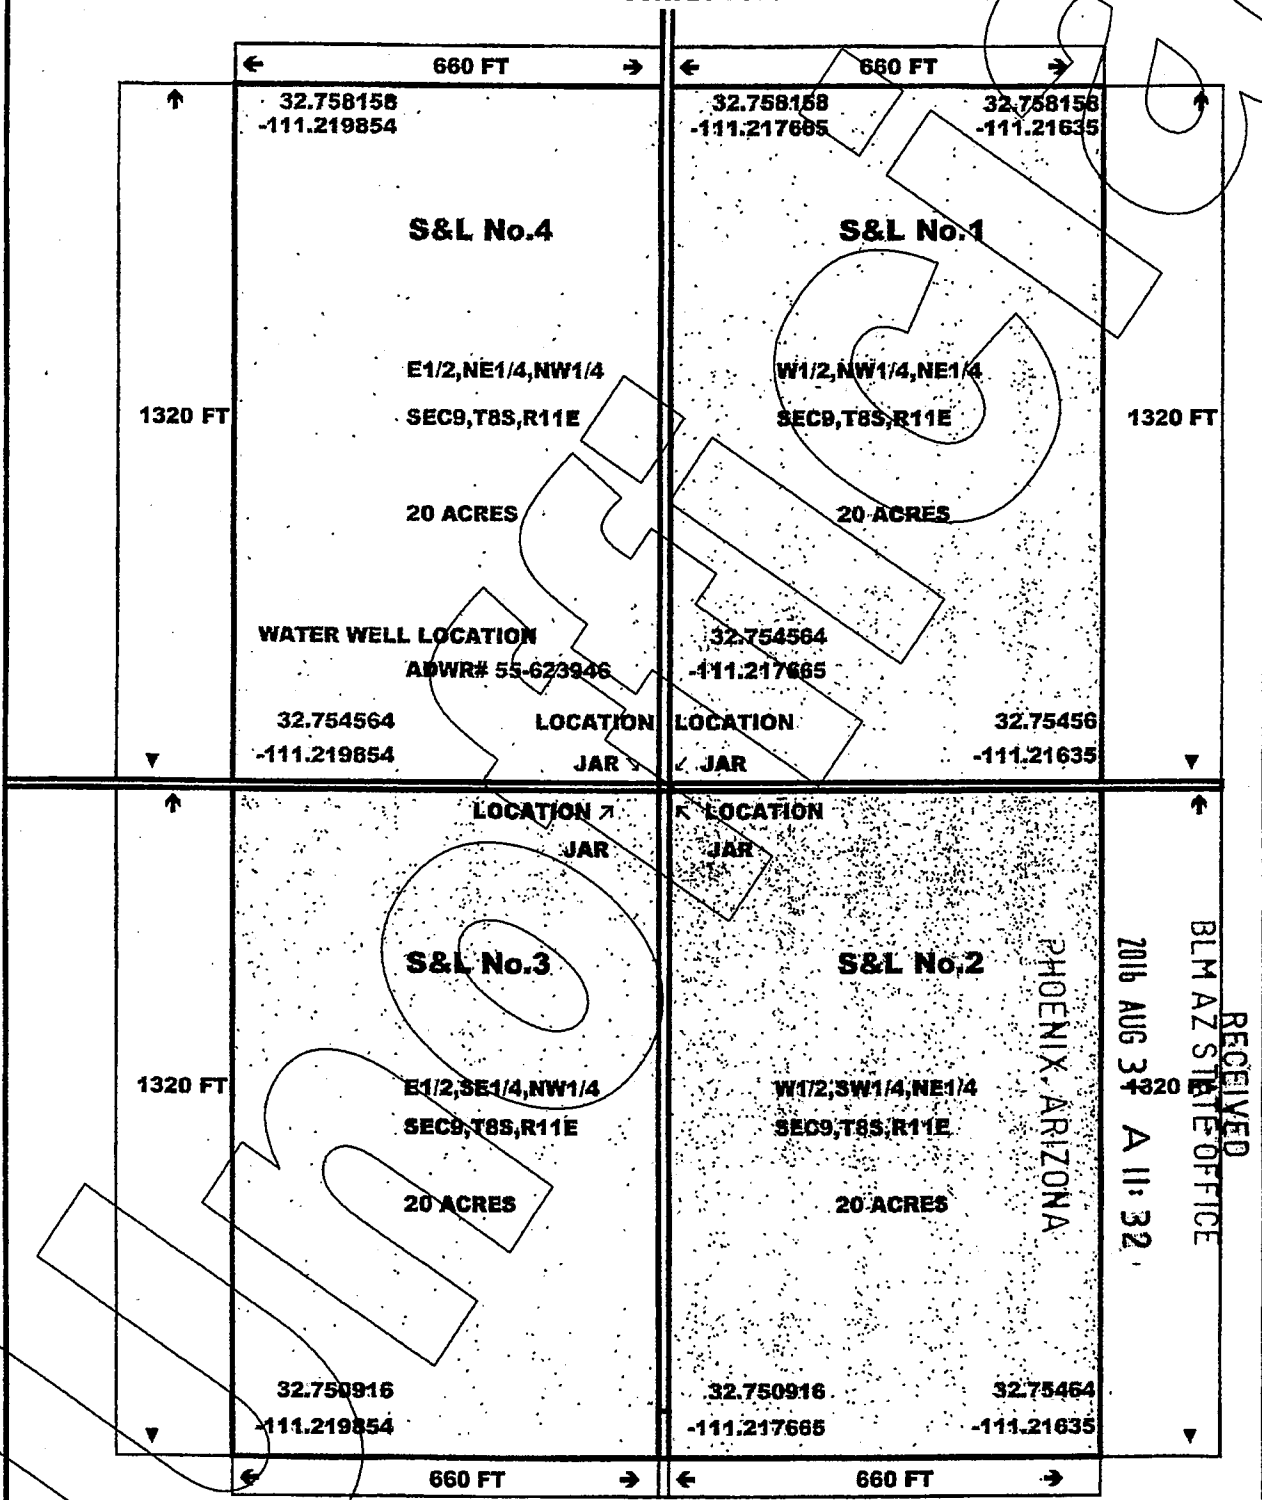 660 FT
660 FT
32.758158
-111.219854
32.758158
-111.217665
32.758158
-111.21635
S&L No.4
S&L No.1
E1/2,NE1/4,NW1/4
SEC9,T8S,R11E
W1/2,NW1/4,NE1/4
SEC9,T8S,R11E
1320 FT
1320 FT
20 ACRES
20 ACRES
WATER WELL LOCATION
ADWR# 55-623946
32.754564
-111.217665
32.754564
-111.219854
LOCATION
JAR ↘
LOCATION
↙ JAR
32.75456
-111.21635
LOCATION ↗
JAR
↖ LOCATION
JAR
S&L No.3
S&L No.2
E1/2,SE1/4,NW1/4
SEC9,T8S,R11E
W1/2,SW1/4,NE1/4
SEC9,T8S,R11E
1320 FT
1320
20 ACRES
20 ACRES
RECEIVED
BLM AZ STATE OFFICE
2016 AUG 31 A 11:32
PHOENIX, ARIZONA
32.750916
-111.219854
32.750916
-111.217665
32.75464
-111.21635
660 FT
660 FT
Unofficial